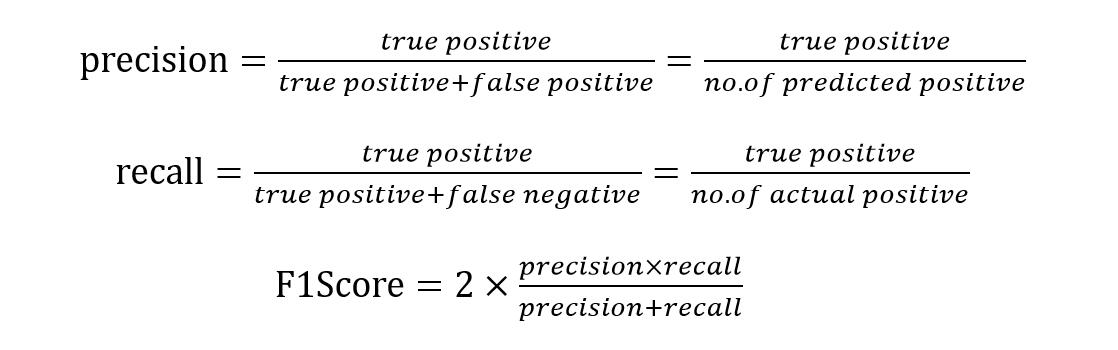 precision = true positive / true positive+false positive = true positive / no.of predicted positive
recall = true positive / true positive+false negative = true positive / no.of actual positive
F1Score = 2 × precision×recall / precision+recall